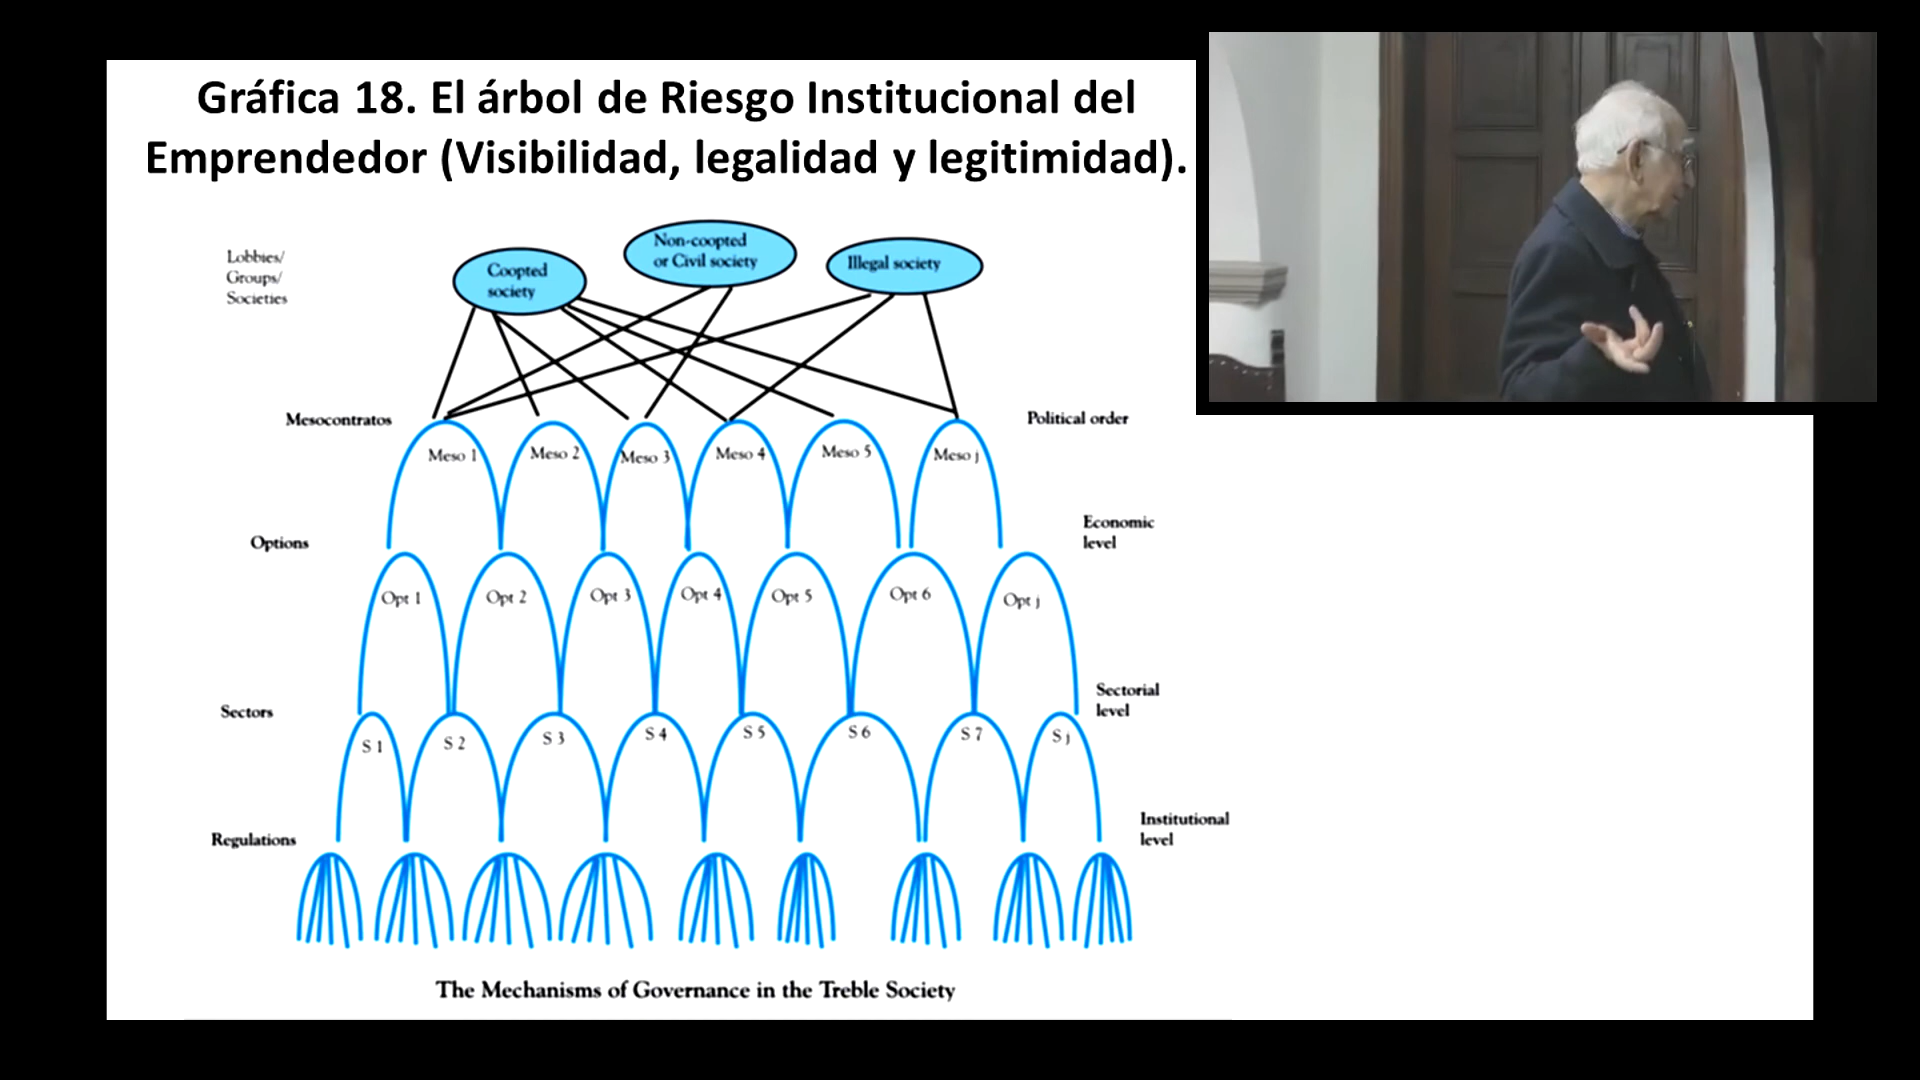 Gráfica 18. El árbol de Riesgo Institucional del
Emprendedor (Visibilidad, legalidad y legitimidad).
Lobbies/
Groups/
Societies
Coopted
society
Non-coopted
or Civil society
Illegal society
Mesocontratos
Political order
Meso 1
Meso 2
Meso 3
Meso 4
Meso 5
Meso j
Options
Economic
level
Opt 1
Opt 2
Opt 3
Opt 4
Opt 5
Opt 6
Opt j
Sectors
Sectorial
level
S 1
S 2
S 3
S 4
S 5
S 6
S 7
S j
Regulations
Institutional
level
The Mechanisms of Governance in the Treble Society